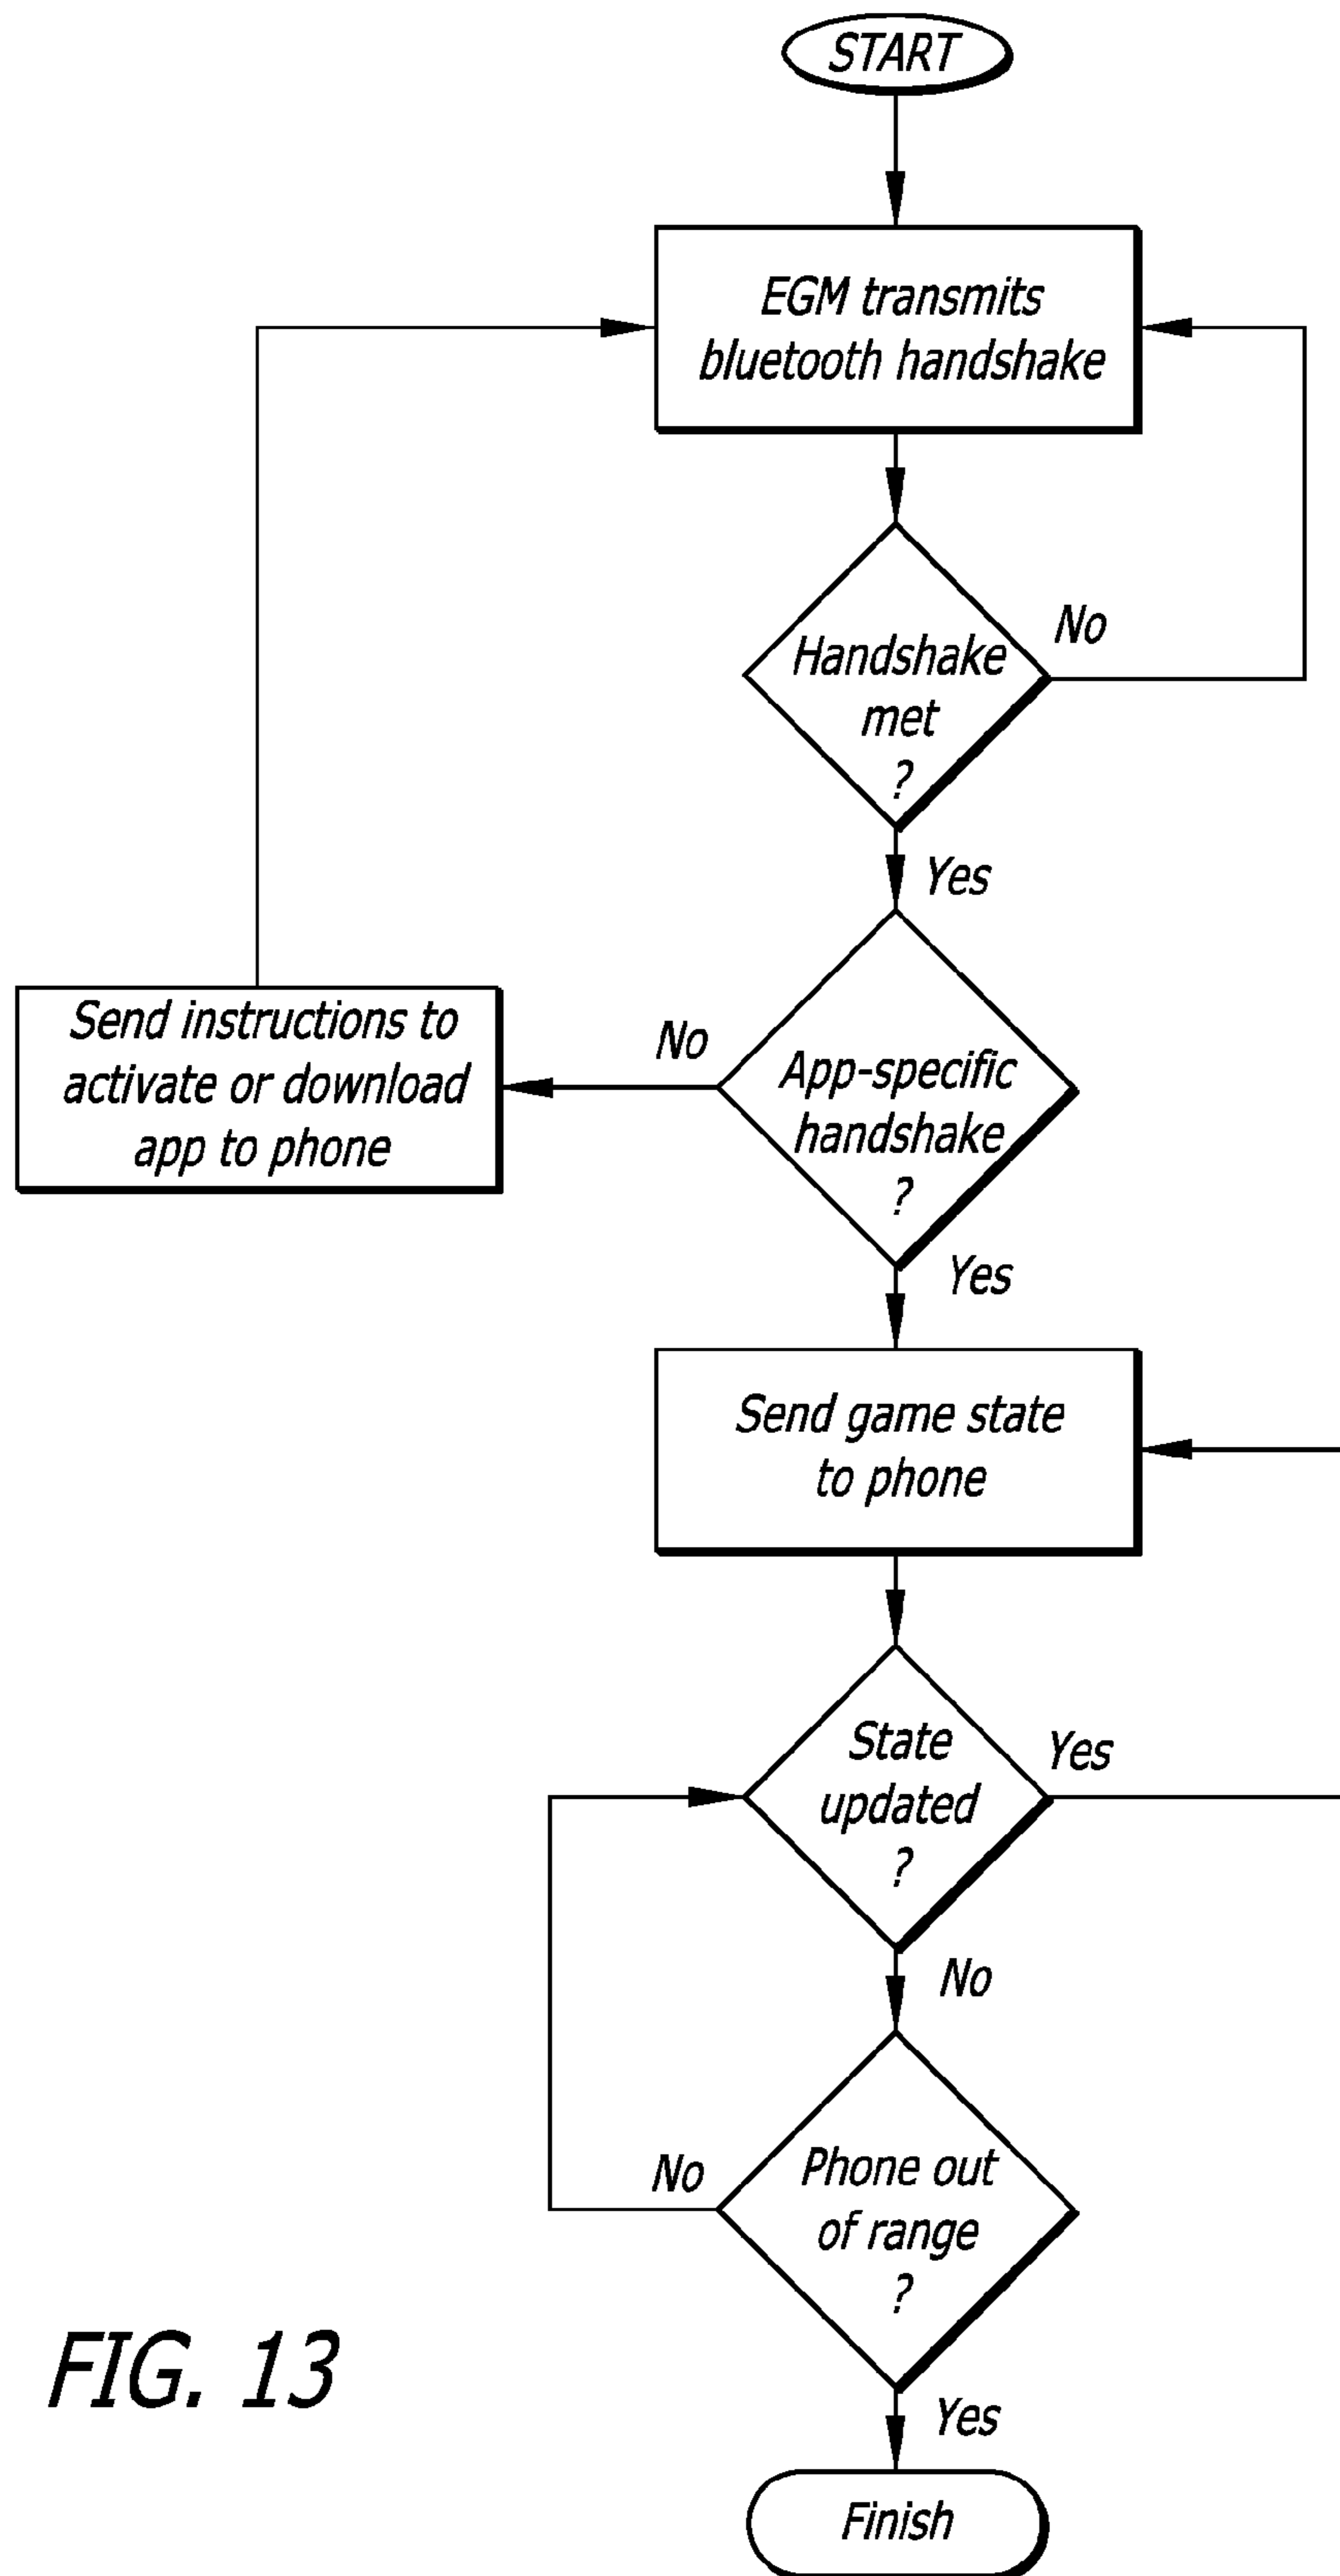 START
EGM transmits
bluetooth handshake
Handshake
met
?
No
Yes
App-specific
handshake
?
No
Send instructions to
activate or download
app to phone
Yes
Send game state
to phone
State
updated
?
Yes
No
Phone out
of range
?
No
Yes
Finish
FIG. 13